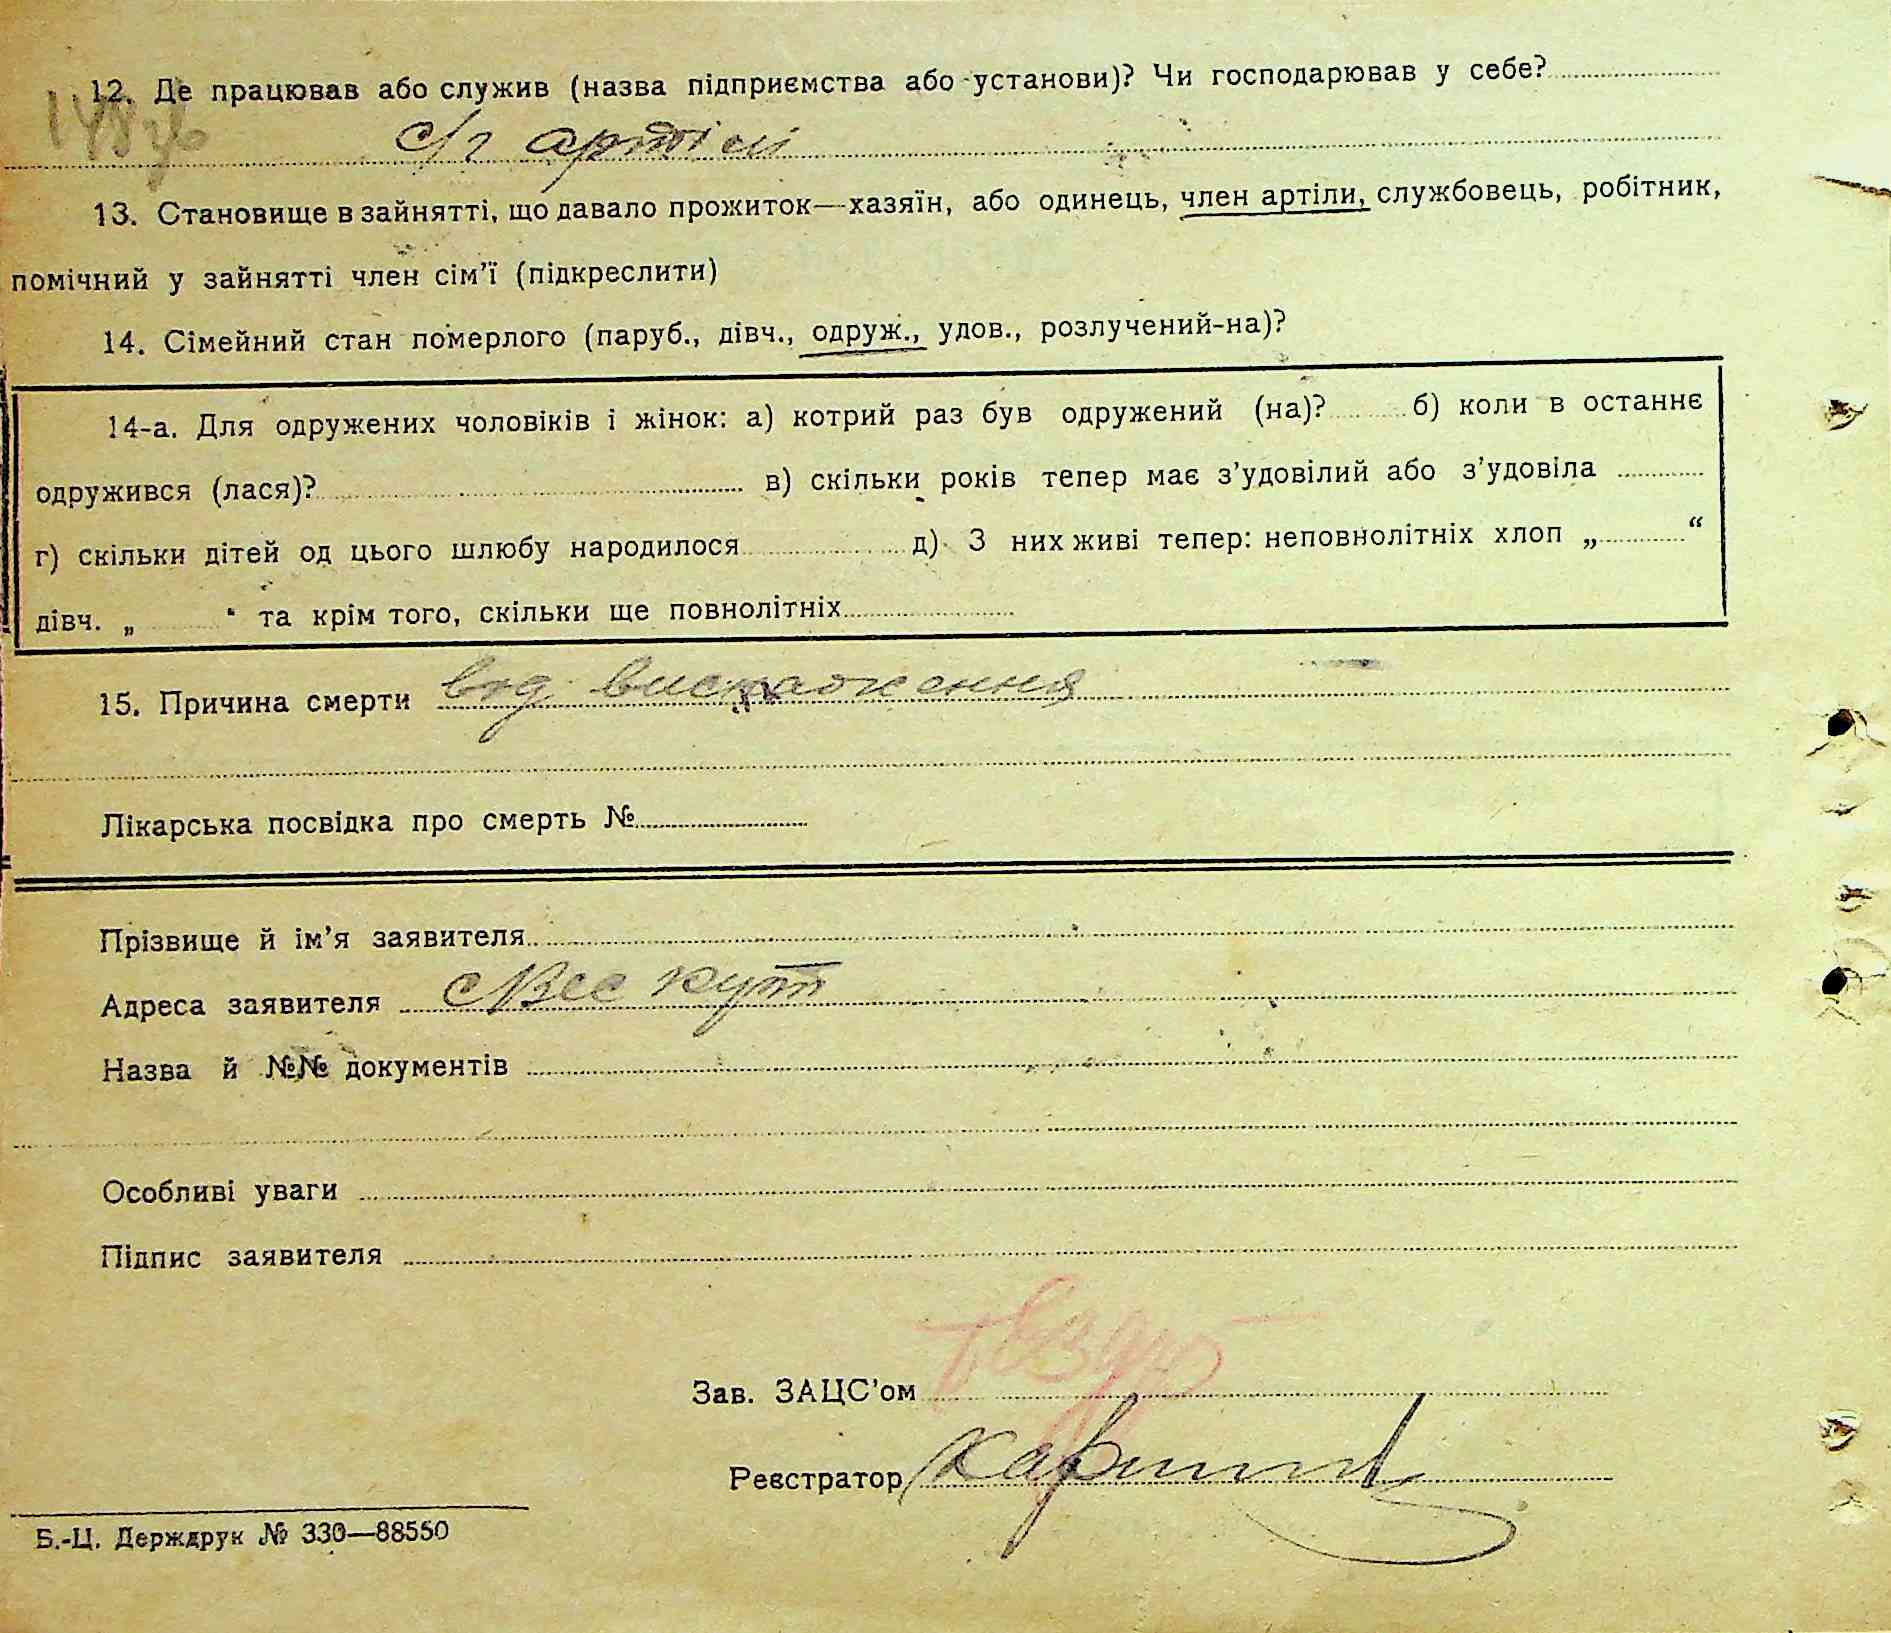 12. Де працював або служив (назва підприємства або установи)? Чи господарював у себе?
с/г артілі
13. Становище в зайнятті, що давало прожиток—хазяїн, або одинець, член артіли, службовець, робітник,
помічний у зайнятті член сім'ї (підкреслити)
14. Сімейний стан померлого (паруб., дівч., одруж., удов., розлучений-на)?
14-а. Для одружених чоловіків і жінок: а) котрий раз був одружений (на)? б) коли в останнє
одружився (лася)? в) скільки років тепер має з'удовілий або з'удовіла
г) скільки дітей од цього шлюбу народилося д) З них живі тепер: неповнолітніх хлоп „ “
дівч. „ “ та крім того, скільки ще повнолітніх
15. Причина смерти від виснаження
Лікарська посвідка про смерть №
Прізвище й ім'я заявителя
Адреса заявителя кут
Назва й №№ документів
Особливі уваги
Підпис заявителя
Зав. ЗАЦС'ом
Реєстратор
Б.-Ц. Держдрук № 330—88550